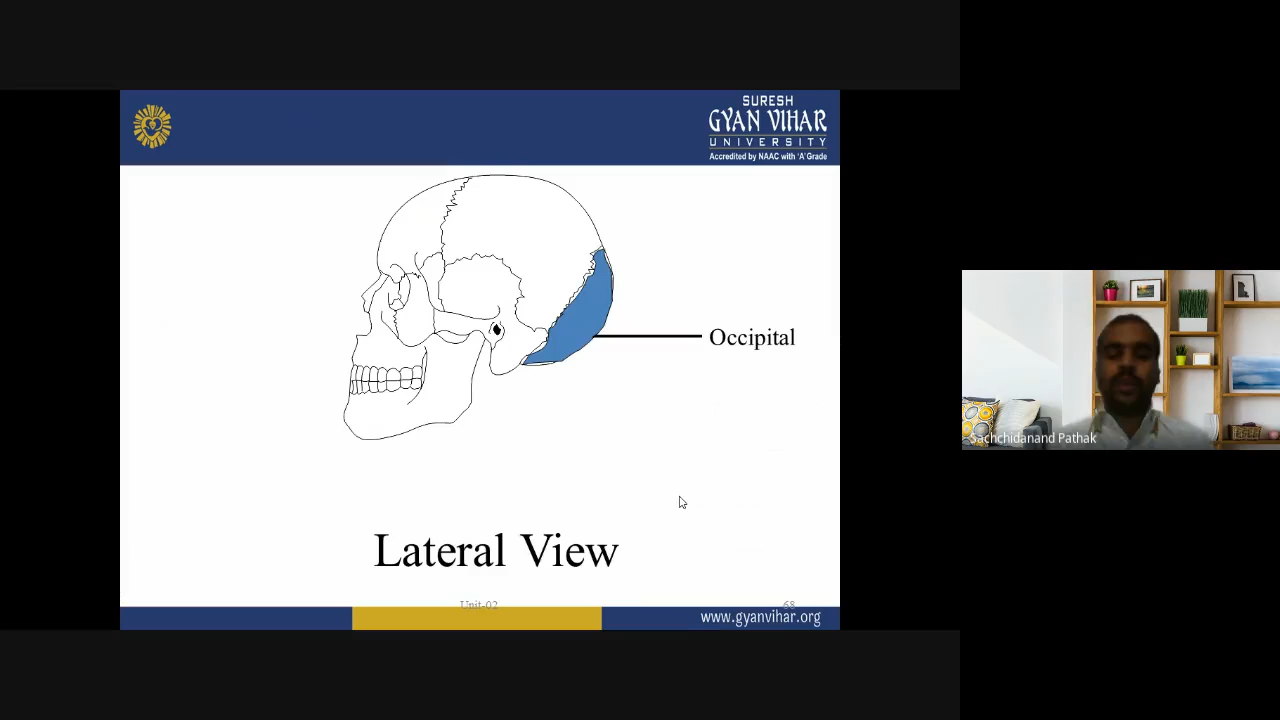 SURESH
GYAN VIHAR
UNIVERSITY
Accredited by NAAC with 'A' Grade
Occipital
Sachchidanand Pathak
Lateral View
Unit-02
68
www.gyanvihar.org